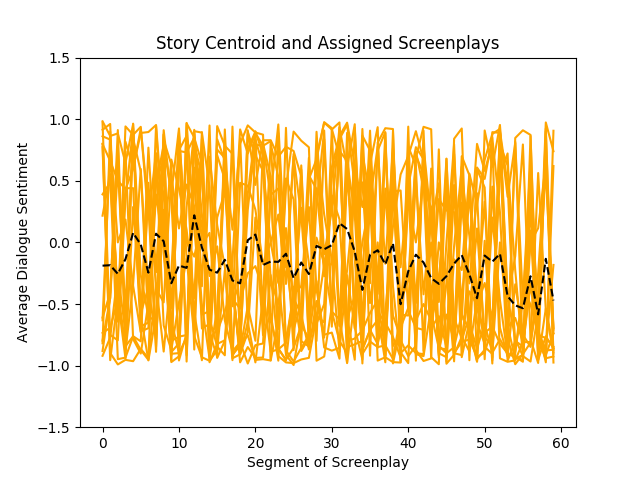 Story Centroid and Assigned Screenplays
1.5
1.0
0.5
0.0
−0.5
−1.0
−1.5
Average Dialogue Sentiment
0 10 20 30 40 50 60
Segment of Screenplay